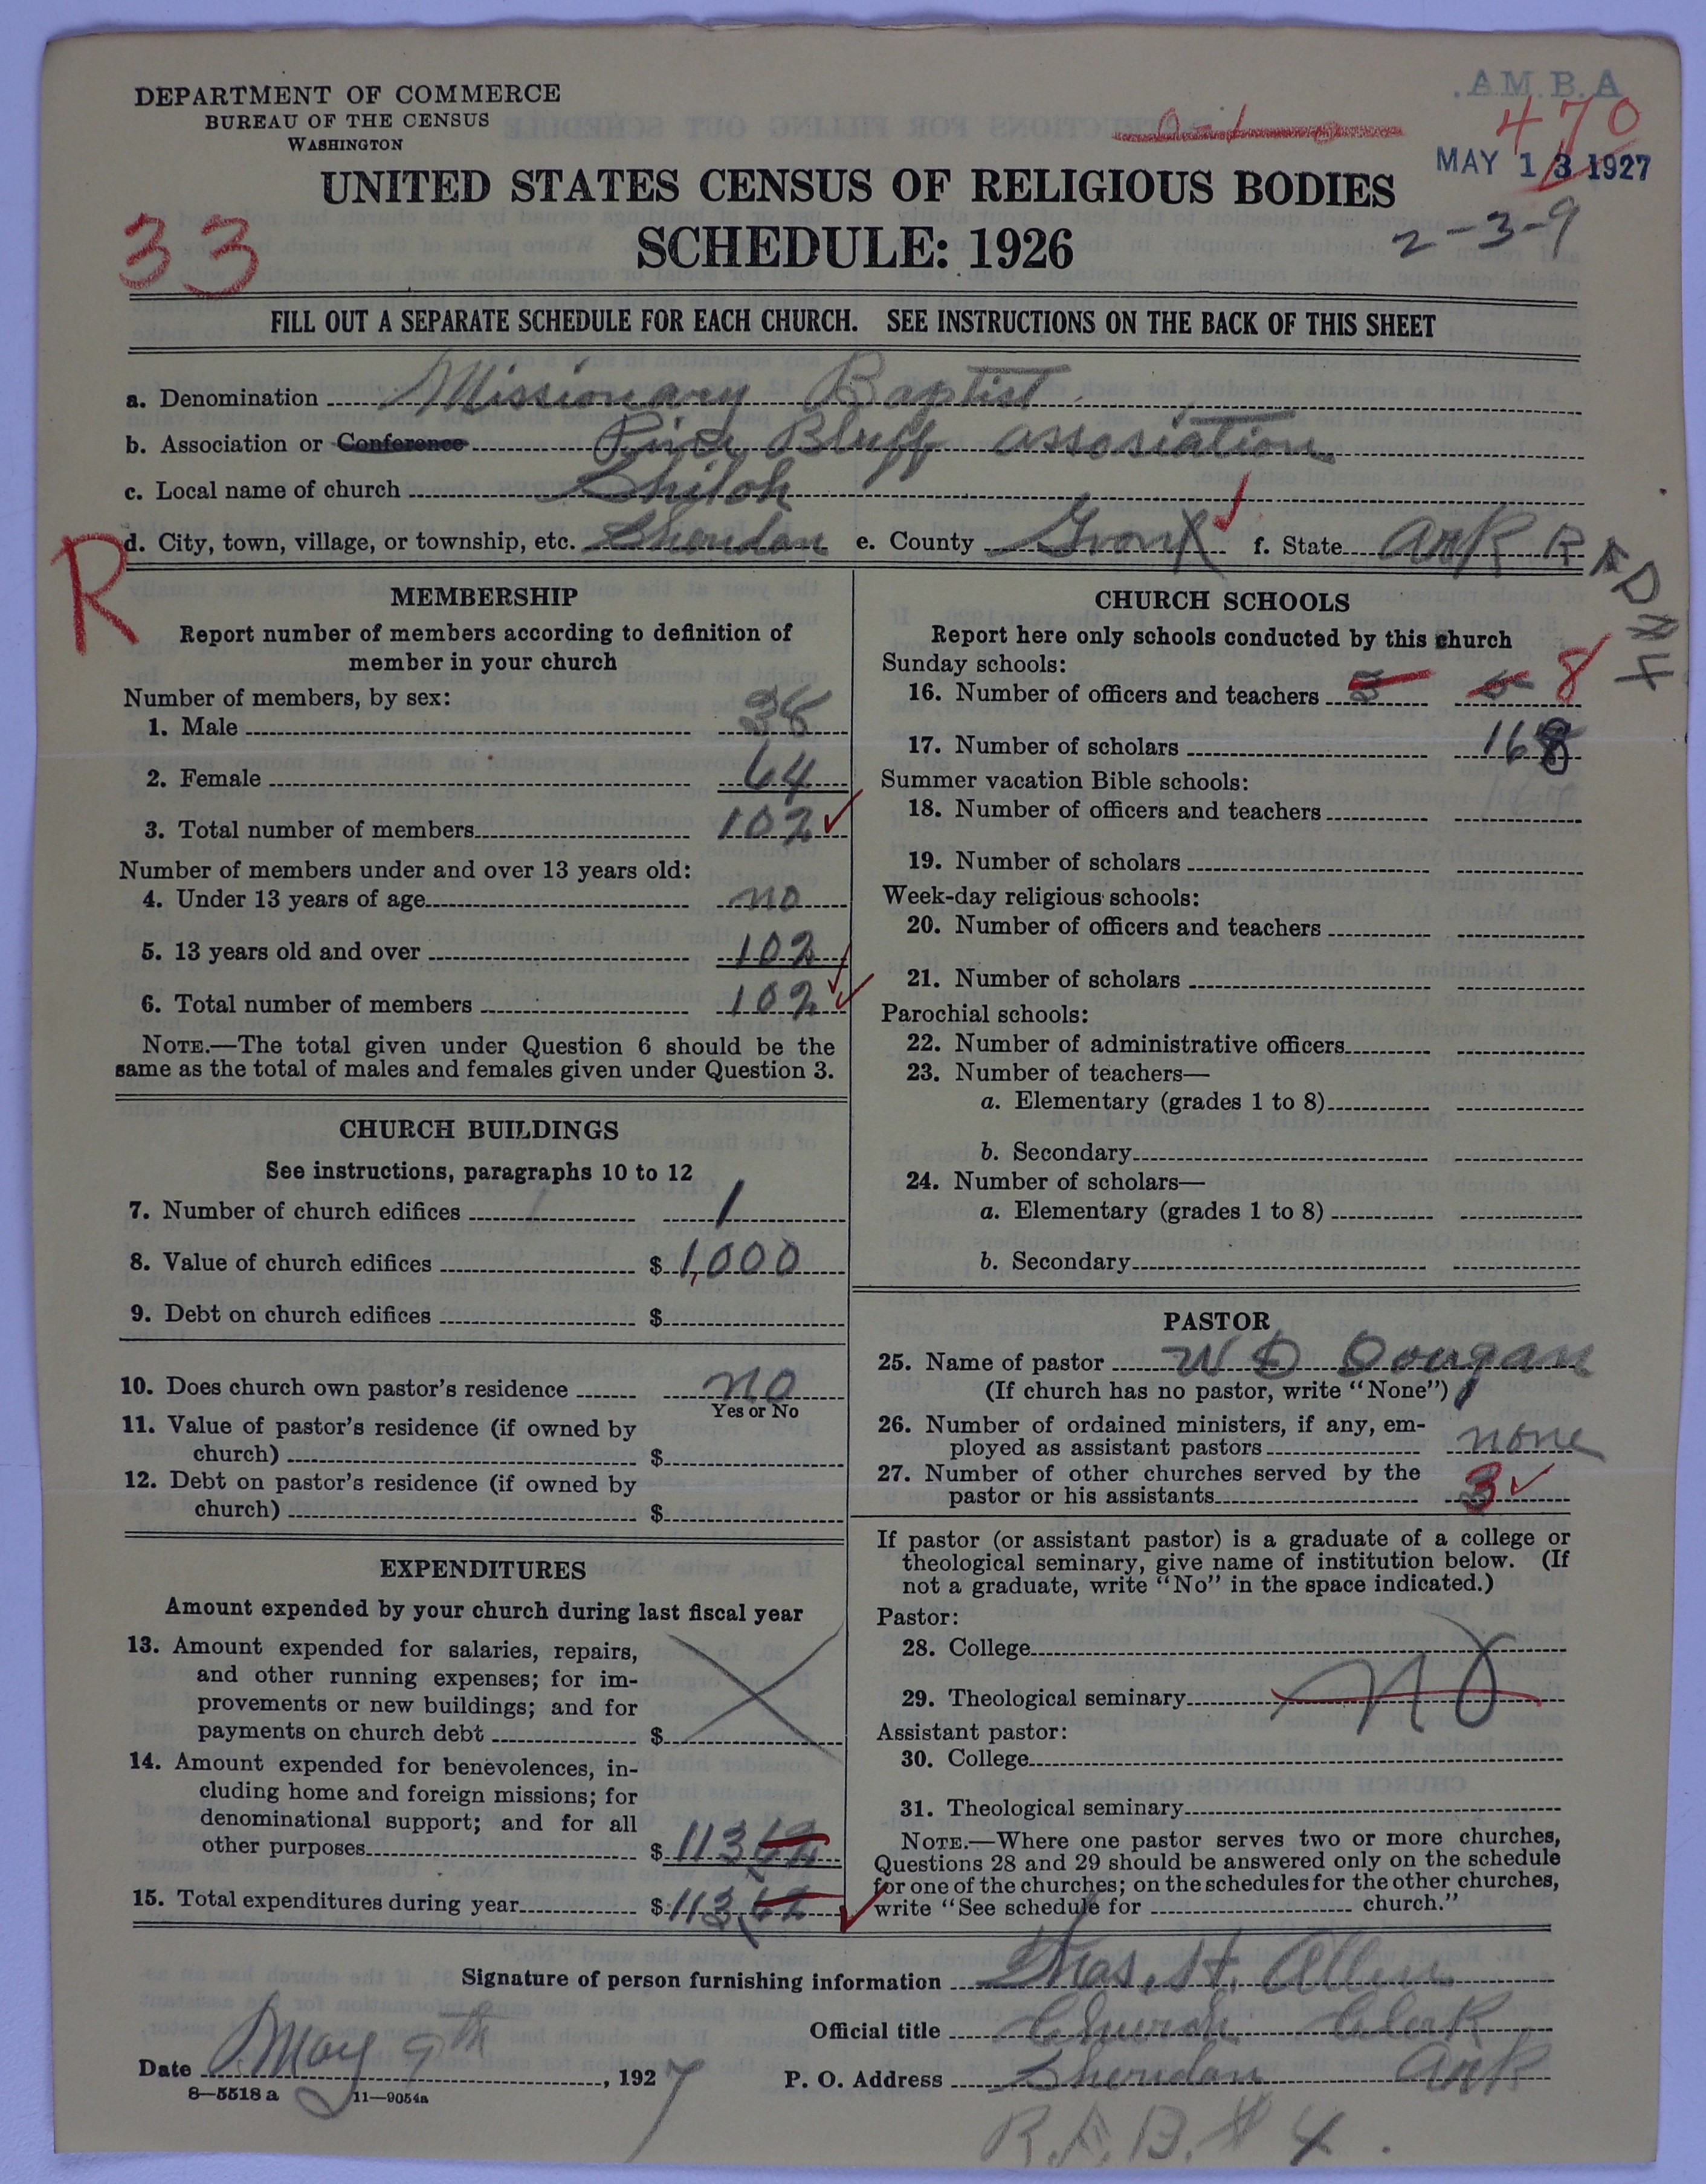 DEPARTMENT OF COMMERCE
BUREAU OF THE CENSUS
WASHINGTON
.A.M.B.A
470
MAY 13 1927
UNITED STATES CENSUS OF RELIGIOUS BODIES
SCHEDULE: 1926
33
2-3-9
FILL OUT A SEPARATE SCHEDULE FOR EACH CHURCH. SEE INSTRUCTIONS ON THE BACK OF THIS SHEET
a. Denomination Missionary Baptist
b. Association or Conference Pine Bluff assosiation
c. Local name of church Shiloh
R
d. City, town, village, or township, etc. Sheridan e. County Grant f. State Ark R F D #4
MEMBERSHIP
Report number of members according to definition of
member in your church
Number of members, by sex:
1. Male 38
2. Female 64
3. Total number of members 102
Number of members under and over 13 years old:
4. Under 13 years of age no
5. 13 years old and over 102
6. Total number of members 102
NOTE.—The total given under Question 6 should be the
same as the total of males and females given under Question 3.
CHURCH BUILDINGS
See instructions, paragraphs 10 to 12
7. Number of church edifices 1
8. Value of church edifices $ 1,000
9. Debt on church edifices $
10. Does church own pastor's residence no
Yes or No
11. Value of pastor's residence (if owned by
church) $
12. Debt on pastor's residence (if owned by
church) $
EXPENDITURES
Amount expended by your church during last fiscal year
13. Amount expended for salaries, repairs,
and other running expenses; for im-
provements or new buildings; and for
payments on church debt $
14. Amount expended for benevolences, in-
cluding home and foreign missions; for
denominational support; and for all
other purposes $ 113
15. Total expenditures during year $ 113
CHURCH SCHOOLS
Report here only schools conducted by this church
Sunday schools:
16. Number of officers and teachers 8
17. Number of scholars 168
Summer vacation Bible schools:
18. Number of officers and teachers
19. Number of scholars
Week-day religious schools:
20. Number of officers and teachers
21. Number of scholars
Parochial schools:
22. Number of administrative officers
23. Number of teachers—
a. Elementary (grades 1 to 8)
b. Secondary
24. Number of scholars—
a. Elementary (grades 1 to 8)
b. Secondary
PASTOR
25. Name of pastor W D Dougan
(If church has no pastor, write "None")
26. Number of ordained ministers, if any, em-
ployed as assistant pastors none
27. Number of other churches served by the
pastor or his assistants 3
If pastor (or assistant pastor) is a graduate of a college or
theological seminary, give name of institution below. (If
not a graduate, write "No" in the space indicated.)
Pastor:
28. College
29. Theological seminary NO
Assistant pastor:
30. College
31. Theological seminary
NOTE.—Where one pastor serves two or more churches,
Questions 28 and 29 should be answered only on the schedule
for one of the churches; on the schedules for the other churches,
write "See schedule for church."
Signature of person furnishing information Thas. H. Allen
Official title Church Clerk
Date May 9th, 1927
P. O. Address Sheridan Ark
8—5518a 11—9054a
R.F.D. #4.